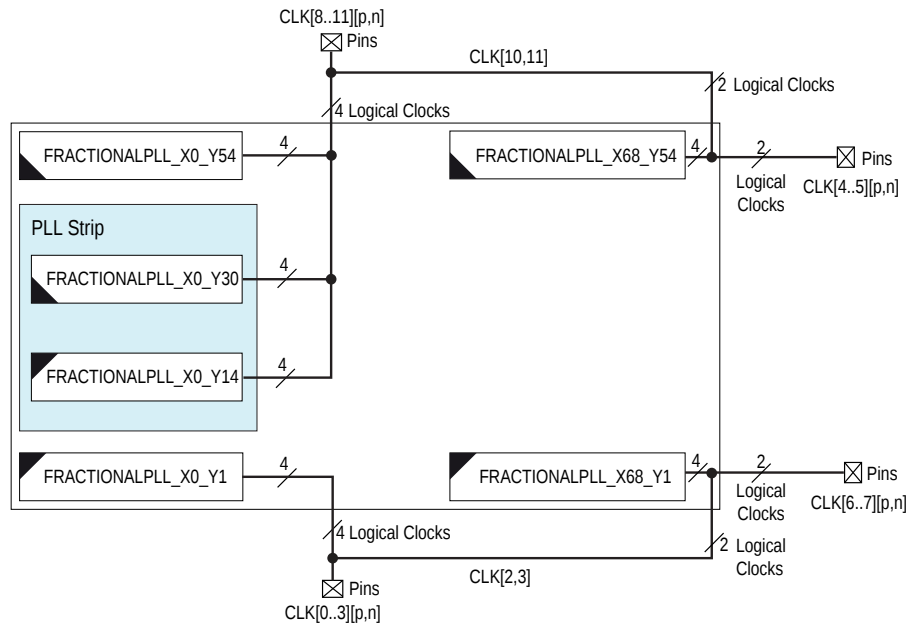 CLK[8..11][p,n]
Pins
CLK[10,11]
2 Logical Clocks
4 Logical Clocks
FRACTIONALPLL_X0_Y54
4
FRACTIONALPLL_X68_Y54
4
2
Pins
Logical
Clocks
CLK[4..5][p,n]
PLL Strip
FRACTIONALPLL_X0_Y30
4
FRACTIONALPLL_X0_Y14
4
FRACTIONALPLL_X0_Y1
4
FRACTIONALPLL_X68_Y1
4
2
Pins
Logical
Clocks
CLK[6..7][p,n]
4 Logical Clocks
2 Logical
Clocks
CLK[2,3]
Pins
CLK[0..3][p,n]